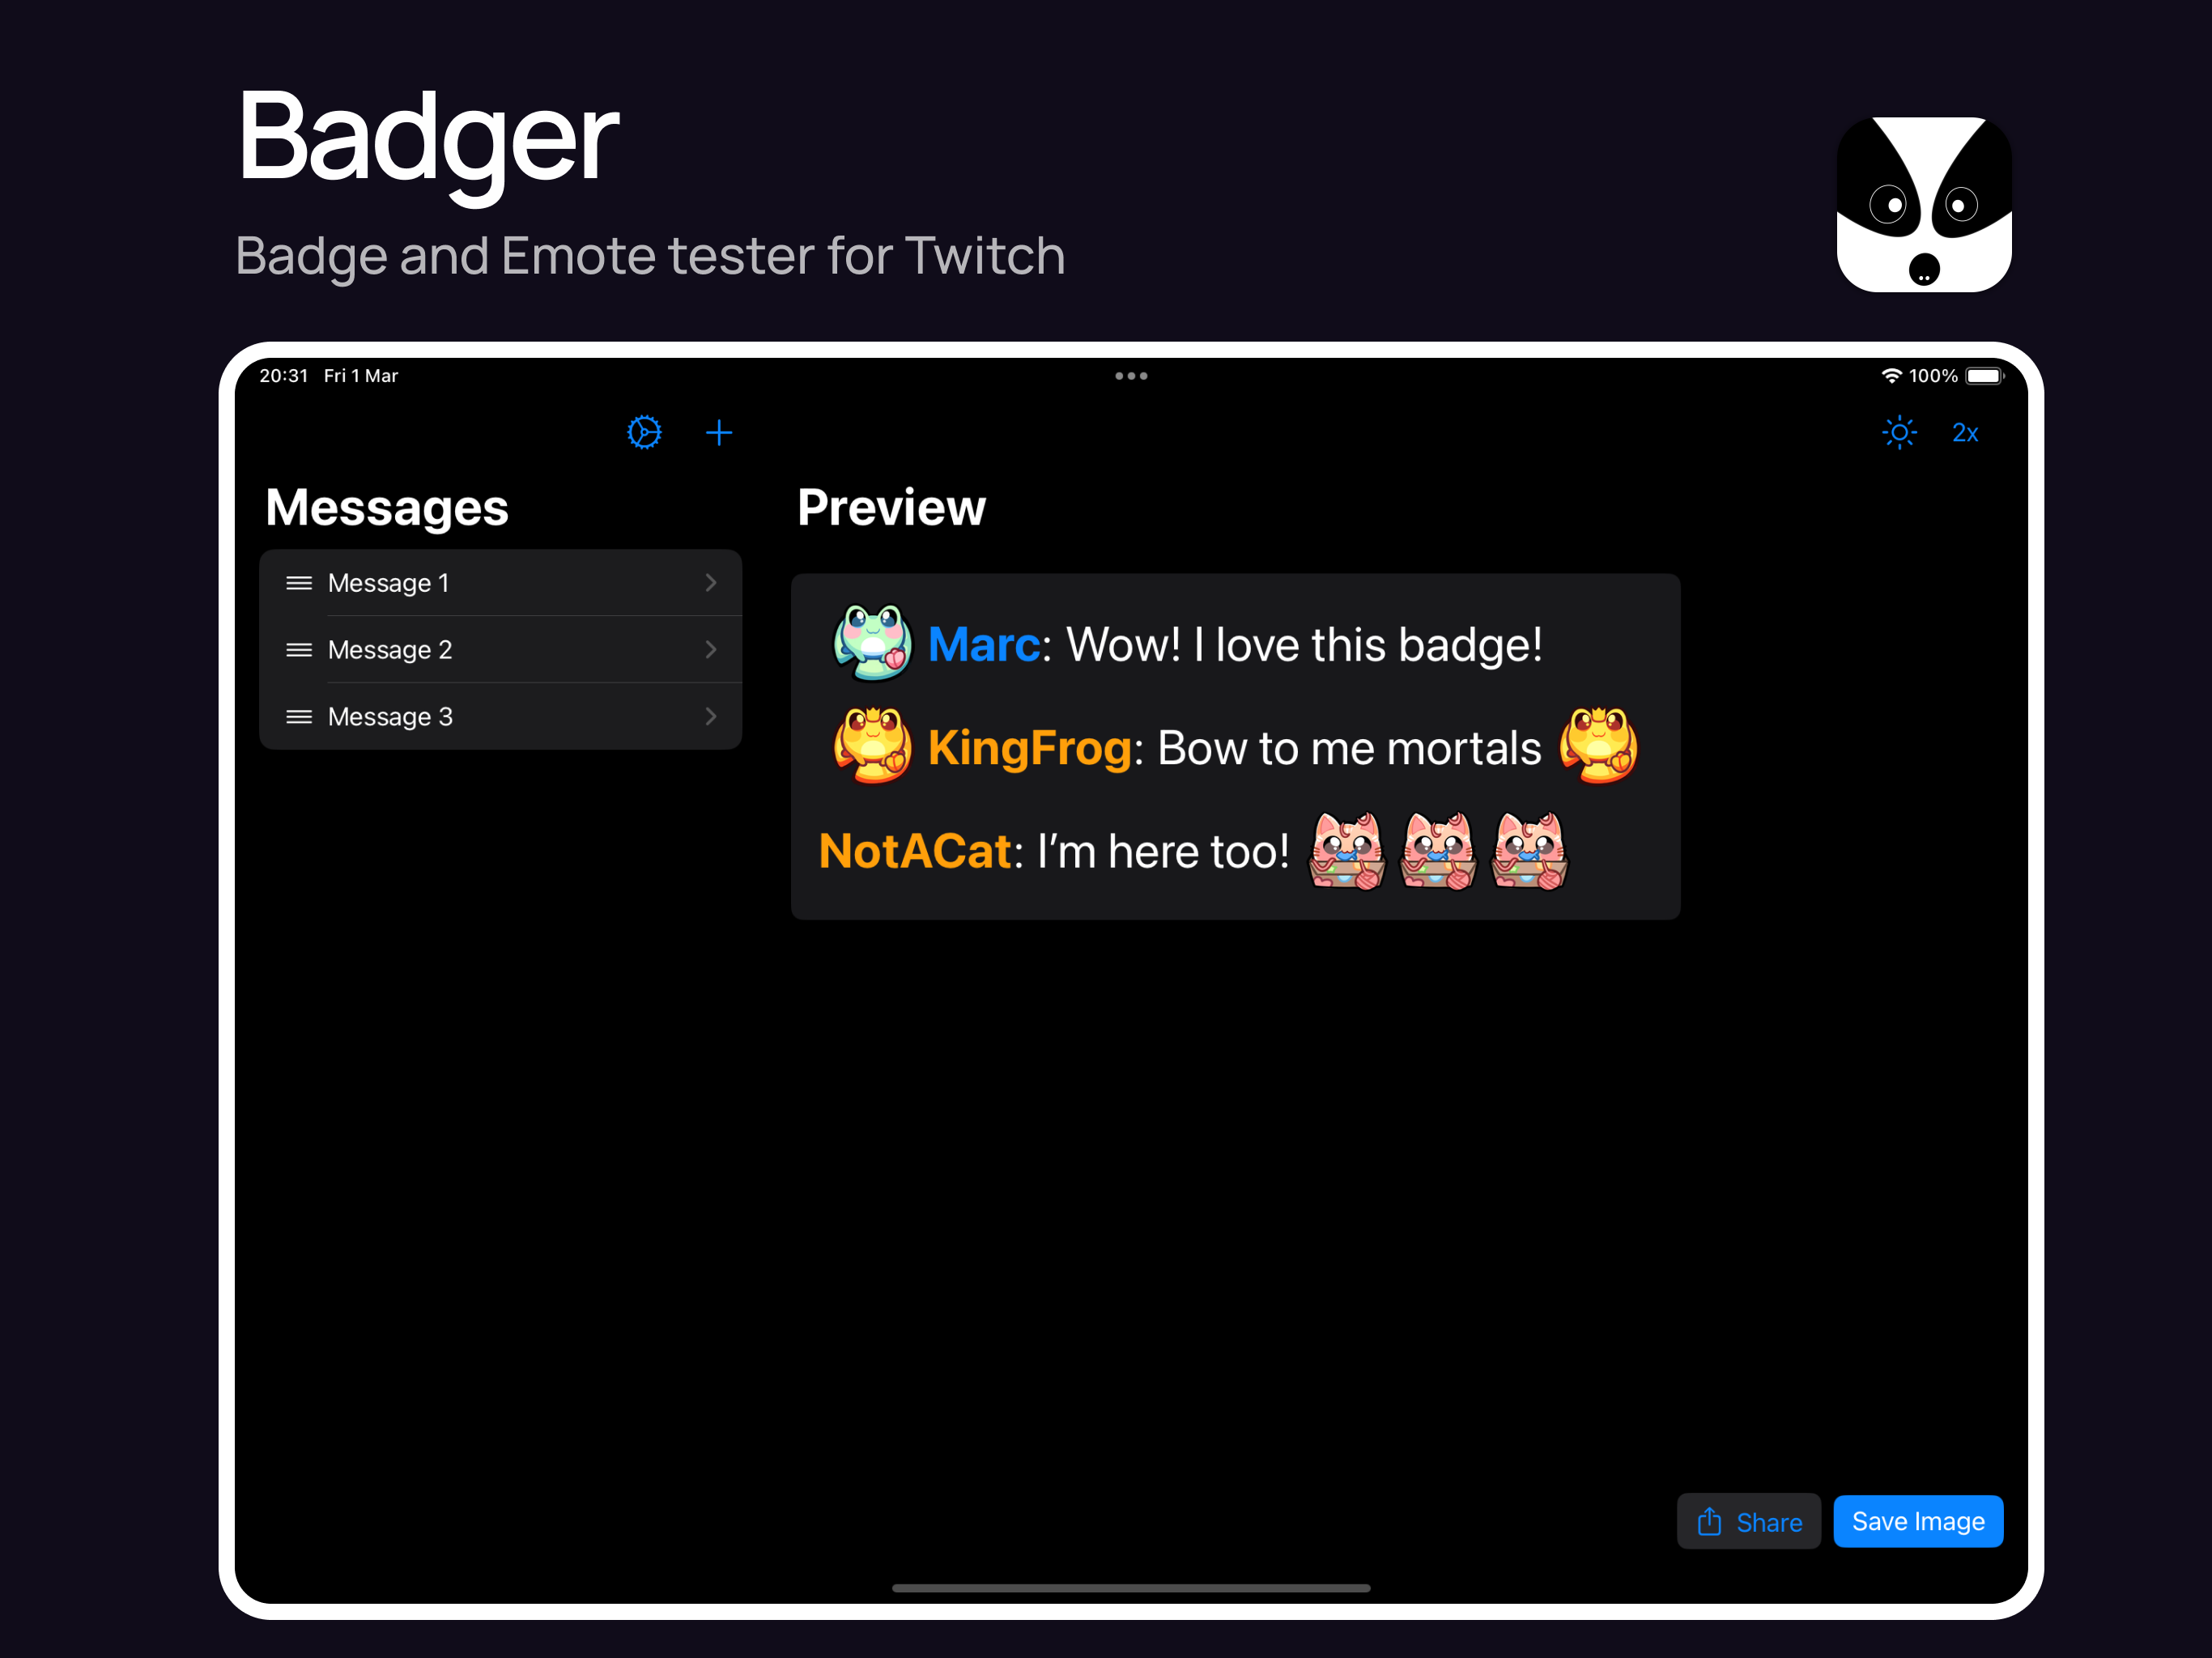 Badger
Badge and Emote tester for Twitch
20:31 Fri 1 Mar
100%
2x
Messages
Message 1
Message 2
Message 3
Preview
Marc: Wow! I love this badge!
KingFrog: Bow to me mortals
NotACat: I’m here too!
Share
Save Image